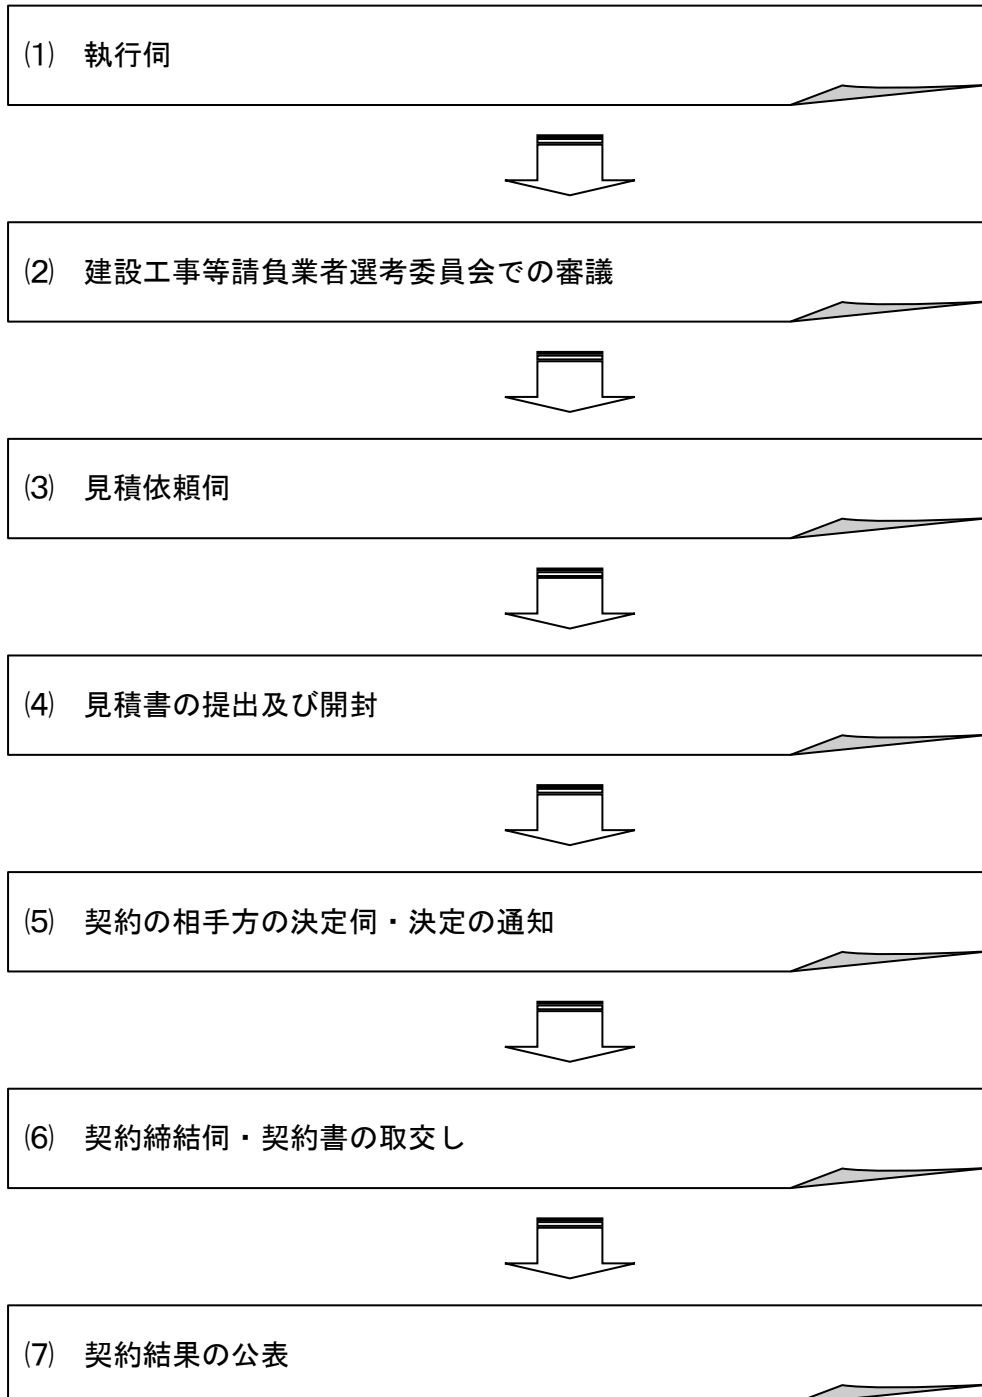 ⑴　執行伺
⑵　建設工事等請負業者選考委員会での審議
⑶　見積依頼伺
⑷　見積書の提出及び開封
⑸　契約の相手方の決定伺・決定の通知
⑹　契約締結伺・契約書の取交し
⑺　契約結果の公表